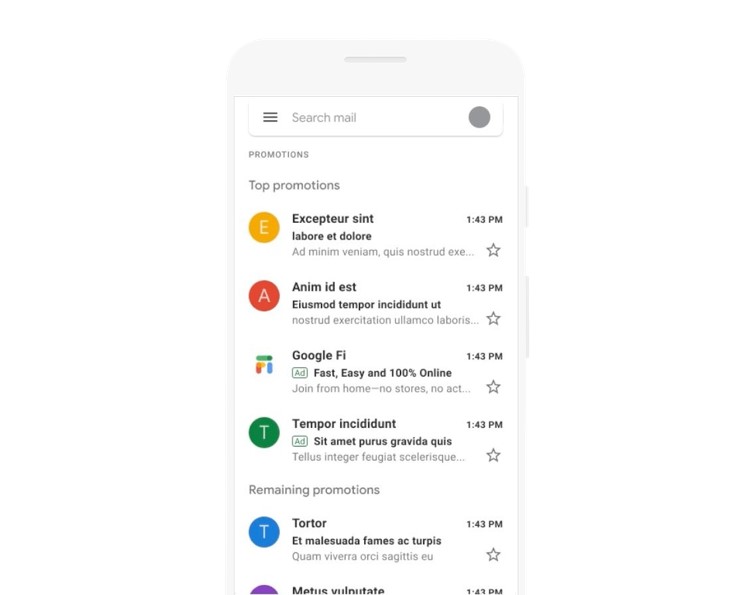 Search mail
PROMOTIONS
Top promotions
E
Excepteur sint 1:43 PM
labore et dolore
Ad minim veniam, quis nostrud exe...
A
Anim id est 1:43 PM
Eiusmod tempor incididunt ut
nostrud exercitation ullamco laboris...
Google Fi 1:43 PM
Ad Fast, Easy and 100% Online
Join from home—no stores, no act...
T
Tempor incididunt 1:43 PM
Ad Sit amet purus gravida quis
Tellus integer feugiat scelerisque...
Remaining promotions
T
Tortor 1:43 PM
Et malesuada fames ac turpis
Quam viverra orci sagittis eu
Metus vulputate 1:43 PM